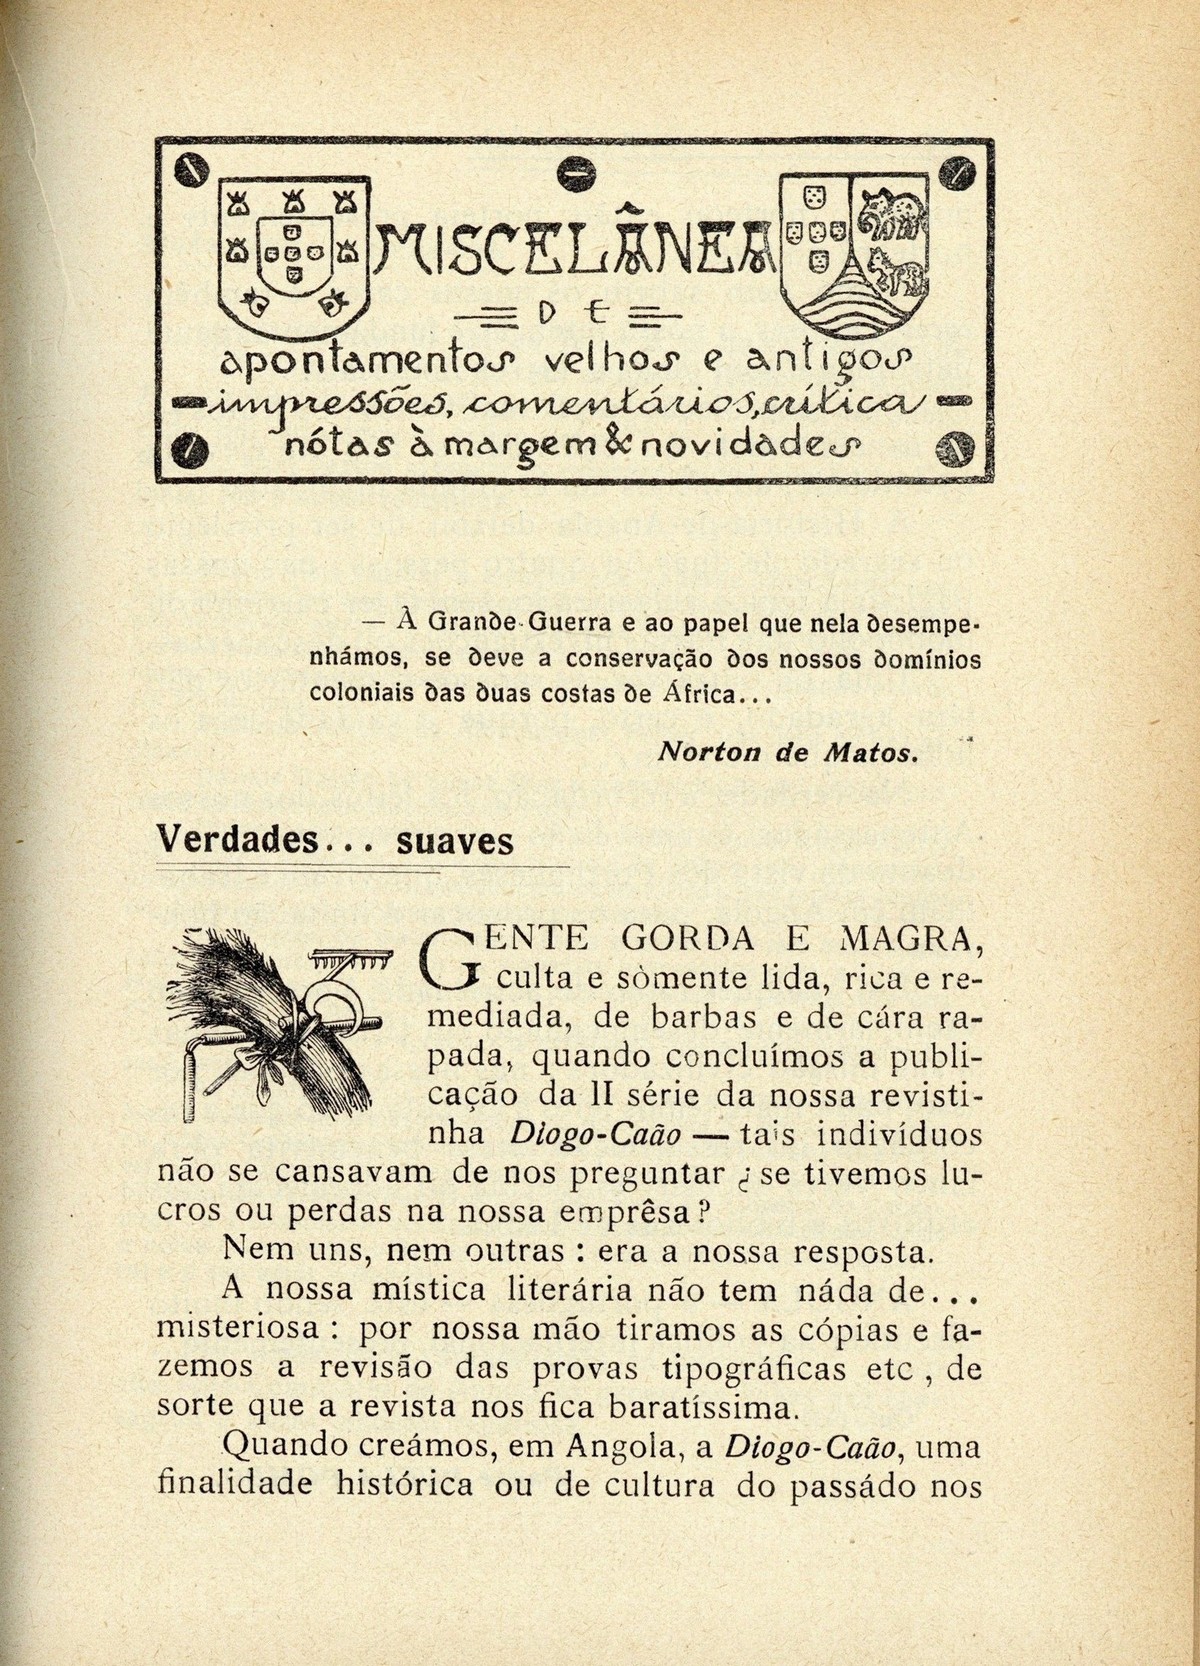 MISCELÂNEA
DE
apontamentos velhos e antigos
impressões, comentários, crítica
nótas à margem & novidades
— À Grande Guerra e ao papel que nela desempe-
nhámos, se deve a conservação dos nossos domínios
coloniais das duas costas de África...
Norton de Matos.
Verdades... suaves
GENTE GORDA E MAGRA,
culta e sòmente lida, rica e re-
mediada, de barbas e de cára ra-
pada, quando concluímos a publi-
cação da II série da nossa revisti-
nha Diogo-Caão — tais indivíduos
não se cansavam de nos preguntar ¿ se tivemos lu-
cros ou perdas na nossa emprêsa?
Nem uns, nem outras : era a nossa resposta.
A nossa mística literária não tem náda de...
misteriosa : por nossa mão tiramos as cópias e fa-
zemos a revisão das provas tipográficas etc , de
sorte que a revista nos fica baratíssima.
Quando creámos, em Angola, a Diogo-Caão, uma
finalidade histórica ou de cultura do passádo nos